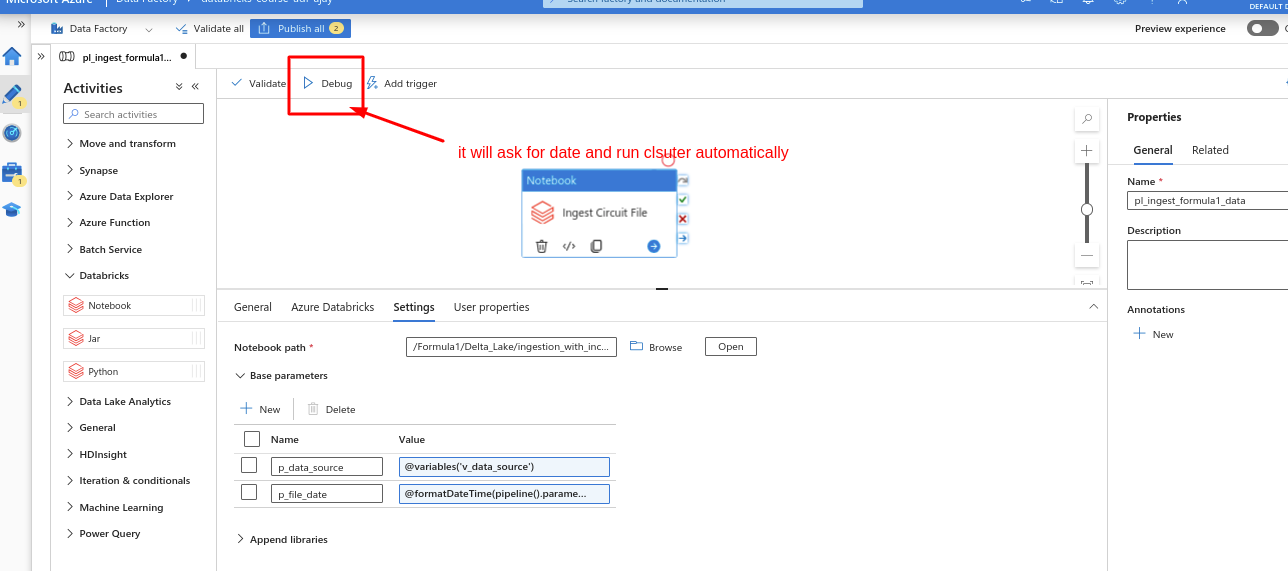 Microsoft Azure
Data Factory
databricks-course-adf-ajay
Search factory and documentation
DEFAULT D
Data Factory
Validate all
Publish all 2
Preview experience
pl_ingest_formula1... ●
Activities
Search activities
Move and transform
Synapse
Azure Data Explorer
Azure Function
Batch Service
Databricks
Notebook
Jar
Python
Data Lake Analytics
General
HDInsight
Iteration & conditionals
Machine Learning
Power Query
1
1
Validate
Debug
Add trigger
it will ask for date and run clsuter automatically
Notebook
Ingest Circuit File
General
Azure Databricks
Settings
User properties
Notebook path *
/Formula1/Delta_Lake/ingestion_with_inc...
Browse
Open
Base parameters
New
Delete
Name
Value
p_data_source
@variables('v_data_source')
p_file_date
@formatDateTime(pipeline().parame...
Append libraries
Properties
General
Related
Name *
pl_ingest_formula1_data
Description
Annotations
New